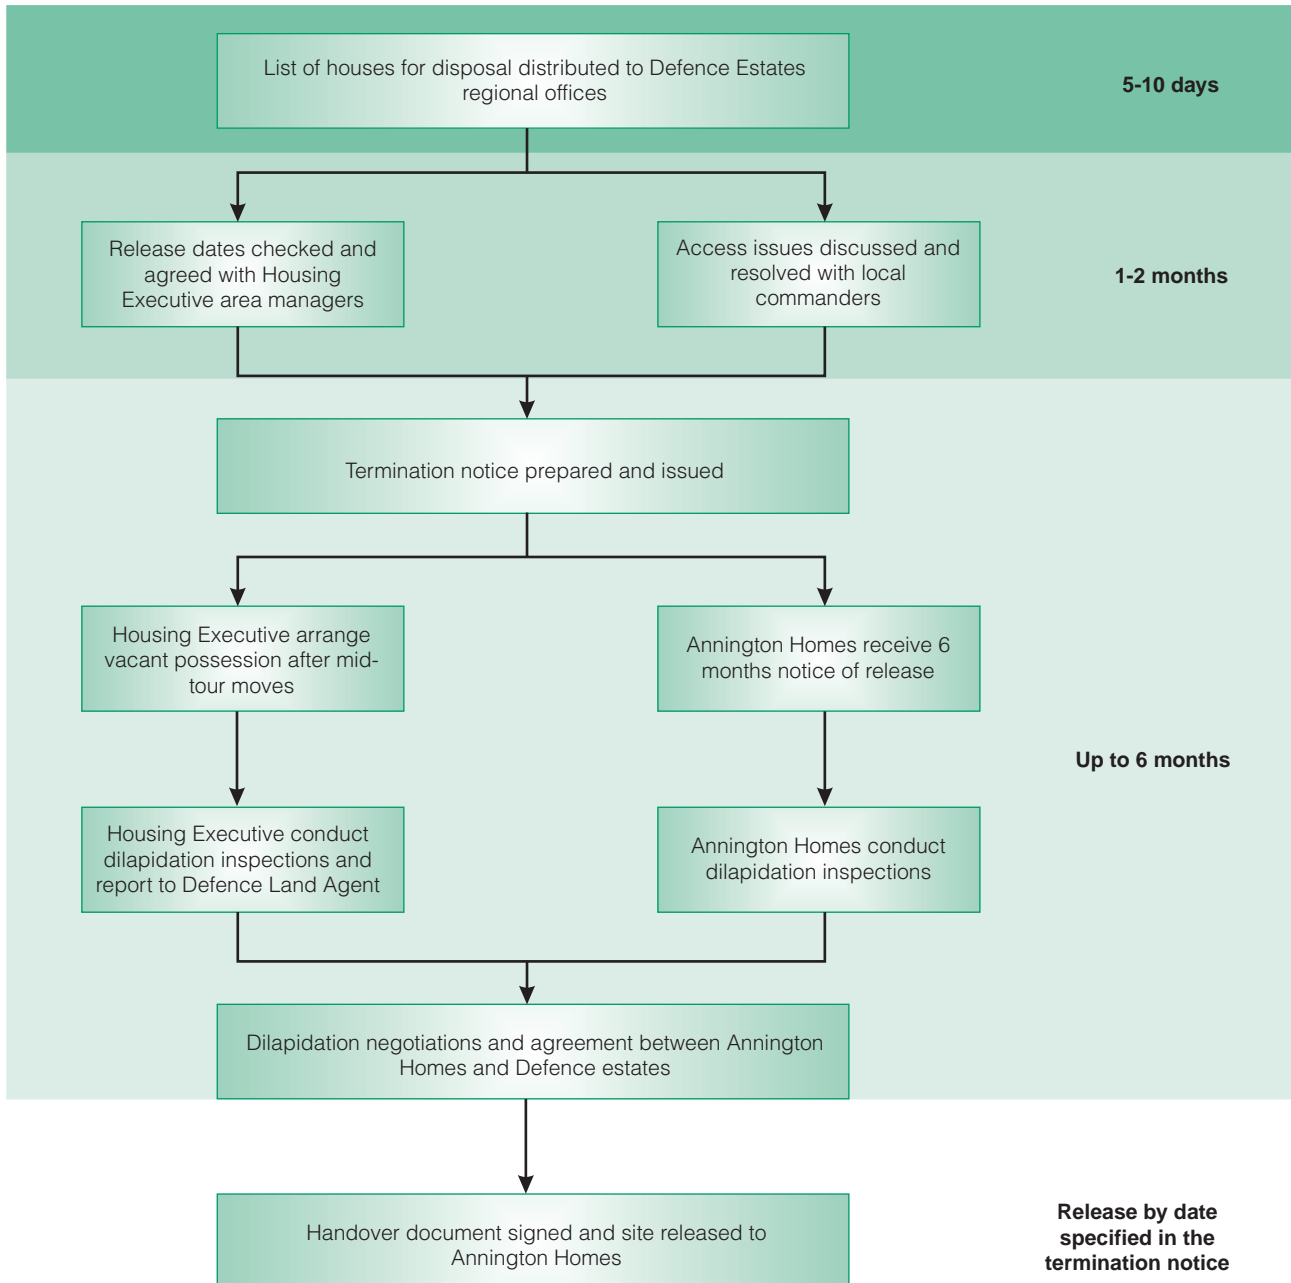 List of houses for disposal distributed to Defence Estates
regional offices
5-10 days
Release dates checked and
agreed with Housing
Executive area managers
Access issues discussed and
resolved with local
commanders
1-2 months
Termination notice prepared and issued
Housing Executive arrange
vacant possession after mid-
tour moves
Annington Homes receive 6
months notice of release
Up to 6 months
Housing Executive conduct
dilapidation inspections and
report to Defence Land Agent
Annington Homes conduct
dilapidation inspections
Dilapidation negotiations and agreement between Annington
Homes and Defence estates
Handover document signed and site released to
Annington Homes
Release by date
specified in the
termination notice